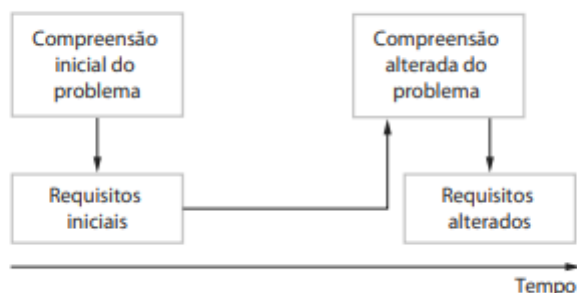 Compreensão
inicial do
problema
Compreensão
alterada do
problema
Requisitos
iniciais
Requisitos
alterados
Tempo